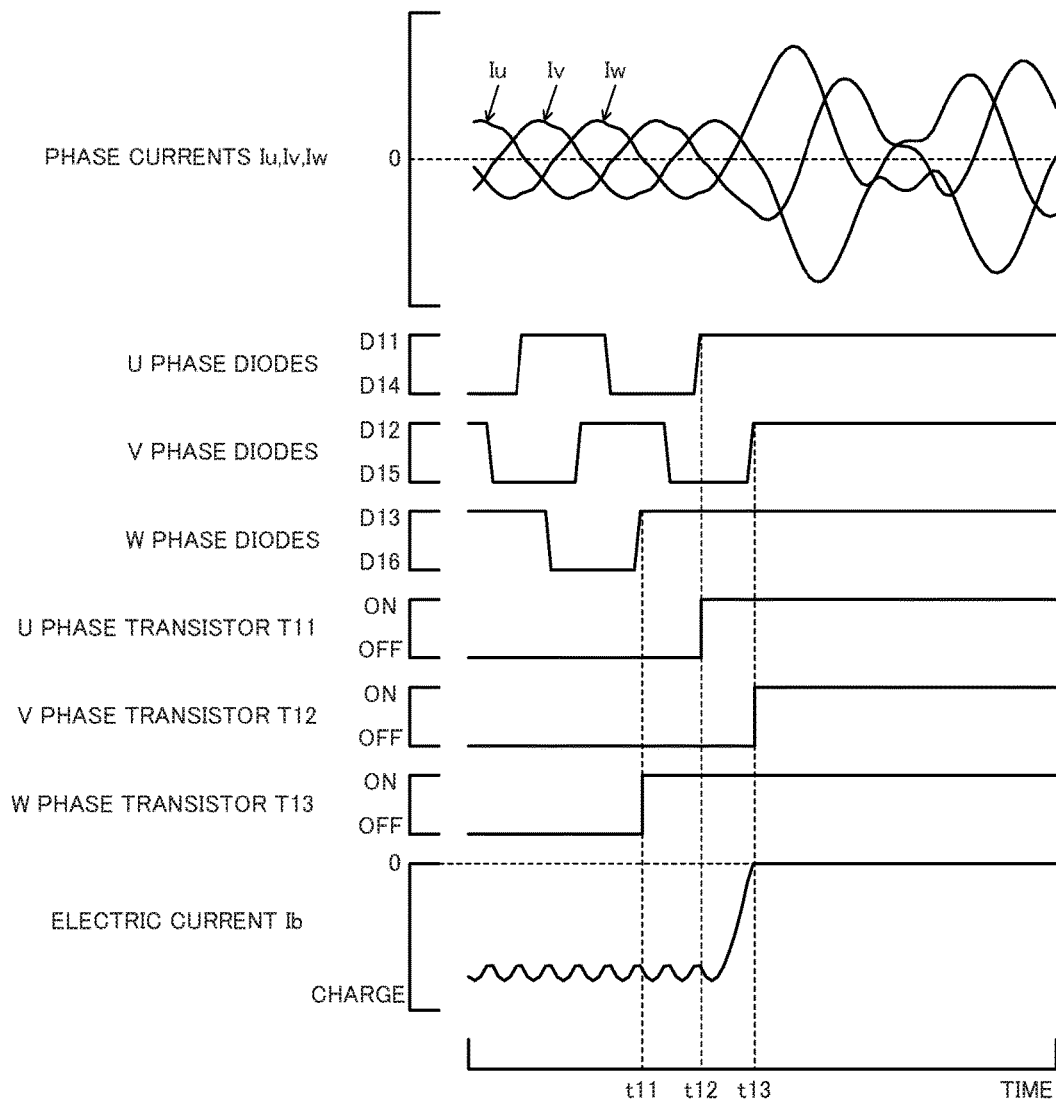 Iu Iv Iw
PHASE CURRENTS Iu,Iv,Iw 0
U PHASE DIODES D11
D14
V PHASE DIODES D12
D15
W PHASE DIODES D13
D16
U PHASE TRANSISTOR T11 ON
OFF
V PHASE TRANSISTOR T12 ON
OFF
W PHASE TRANSISTOR T13 ON
OFF
0
ELECTRIC CURRENT Ib
CHARGE
t11 t12 t13 TIME